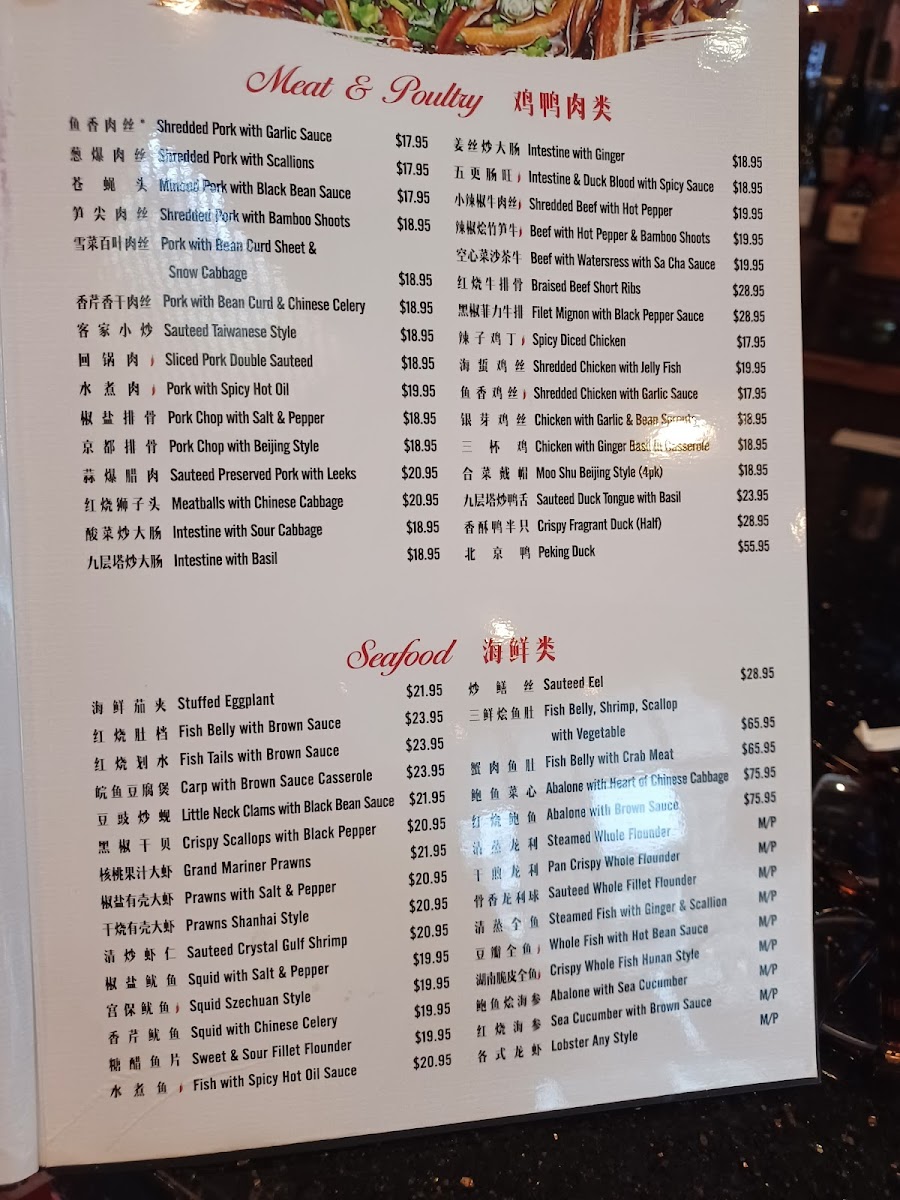 Meat & Poultry 鸡鸭肉类
鱼香肉丝* Shredded Pork with Garlic Sauce $17.95
葱爆肉丝 Shredded Pork with Scallions $17.95
苍蝇头 Minced Pork with Black Bean Sauce $17.95
笋尖肉丝 Shredded Pork with Bamboo Shoots $18.95
雪菜百叶肉丝 Pork with Bean Curd Sheet &
Snow Cabbage $18.95
香芹香干肉丝 Pork with Bean Curd & Chinese Celery $18.95
客家小炒 Sauteed Taiwanese Style $18.95
回锅肉 Sliced Pork Double Sauteed $18.95
水煮肉 Pork with Spicy Hot Oil $19.95
椒盐排骨 Pork Chop with Salt & Pepper $18.95
京都排骨 Pork Chop with Beijing Style $18.95
蒜爆腊肉 Sauteed Preserved Pork with Leeks $20.95
红烧狮子头 Meatballs with Chinese Cabbage $20.95
酸菜炒大肠 Intestine with Sour Cabbage $18.95
九层塔炒大肠 Intestine with Basil $18.95
姜丝炒大肠 Intestine with Ginger $18.95
五更肠旺 Intestine & Duck Blood with Spicy Sauce $18.95
小辣椒牛肉丝 Shredded Beef with Hot Pepper $19.95
辣椒烩竹笋牛 Beef with Hot Pepper & Bamboo Shoots $19.95
空心菜沙茶牛 Beef with Watersress with Sa Cha Sauce $19.95
红烧牛排骨 Braised Beef Short Ribs $28.95
黑椒菲力牛排 Filet Mignon with Black Pepper Sauce $28.95
辣子鸡丁 Spicy Diced Chicken $17.95
海蜇鸡丝 Shredded Chicken with Jelly Fish $19.95
鱼香鸡丝 Shredded Chicken with Garlic Sauce $17.95
银芽鸡丝 Chicken with Garlic & Bean Sprouts $18.95
三杯鸡 Chicken with Ginger Basil in Casserole $18.95
合菜戴帽 Moo Shu Beijing Style (4pk) $18.95
九层塔炒鸭舌 Sauteed Duck Tongue with Basil $23.95
香酥鸭半只 Crispy Fragrant Duck (Half) $28.95
北京鸭 Peking Duck $55.95
Seafood 海鲜类
海鲜茄夹 Stuffed Eggplant $21.95
红烧肚档 Fish Belly with Brown Sauce $23.95
红烧划水 Fish Tails with Brown Sauce $23.95
皖鱼豆腐煲 Carp with Brown Sauce Casserole $23.95
豆豉炒蚬 Little Neck Clams with Black Bean Sauce $21.95
黑椒干贝 Crispy Scallops with Black Pepper $20.95
核桃果汁大虾 Grand Mariner Prawns $21.95
椒盐有壳大虾 Prawns with Salt & Pepper $20.95
干烧有壳大虾 Prawns Shanhai Style $20.95
清炒虾仁 Sauteed Crystal Gulf Shrimp $20.95
椒盐鱿鱼 Squid with Salt & Pepper $19.95
宫保鱿鱼 Squid Szechuan Style $19.95
香芹鱿鱼 Squid with Chinese Celery $19.95
糖醋鱼片 Sweet & Sour Fillet Flounder $19.95
水煮鱼 Fish with Spicy Hot Oil Sauce $20.95
炒鳝丝 Sauteed Eel $28.95
三鲜烩鱼肚 Fish Belly, Shrimp, Scallop
with Vegetable $65.95
蟹肉鱼肚 Fish Belly with Crab Meat $65.95
鲍鱼菜心 Abalone with Heart of Chinese Cabbage $75.95
红烧鲍鱼 Abalone with Brown Sauce $75.95
清蒸龙利 Steamed Whole Flounder M/P
干煎龙利 Pan Crispy Whole Flounder M/P
骨香龙利球 Sauteed Whole Fillet Flounder M/P
清蒸全鱼 Steamed Fish with Ginger & Scallion M/P
豆瓣全鱼 Whole Fish with Hot Bean Sauce M/P
湖南脆皮全鱼 Crispy Whole Fish Hunan Style M/P
鲍鱼烩海参 Abalone with Sea Cucumber M/P
红烧海参 Sea Cucumber with Brown Sauce M/P
各式龙虾 Lobster Any Style M/P